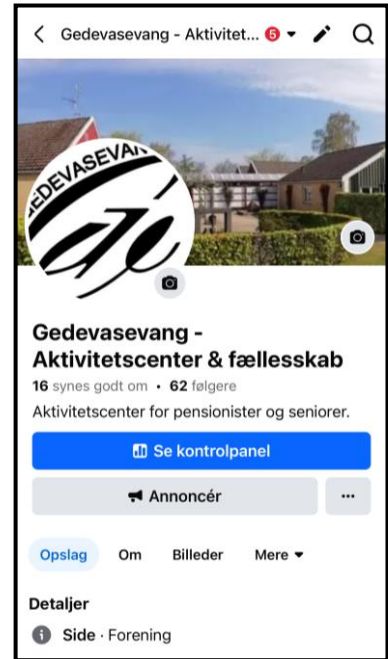 Gedevasevang - Aktivitet... 5
GEDEVASEVAN
Gedevasevang -
Aktivitetscenter & fællesskab
16 synes godt om • 62 følgere
Aktivitetscenter for pensionister og seniorer.
Se kontrolpanel
Annoncér
Opslag Om Billeder Mere
Detaljer
Side · Forening